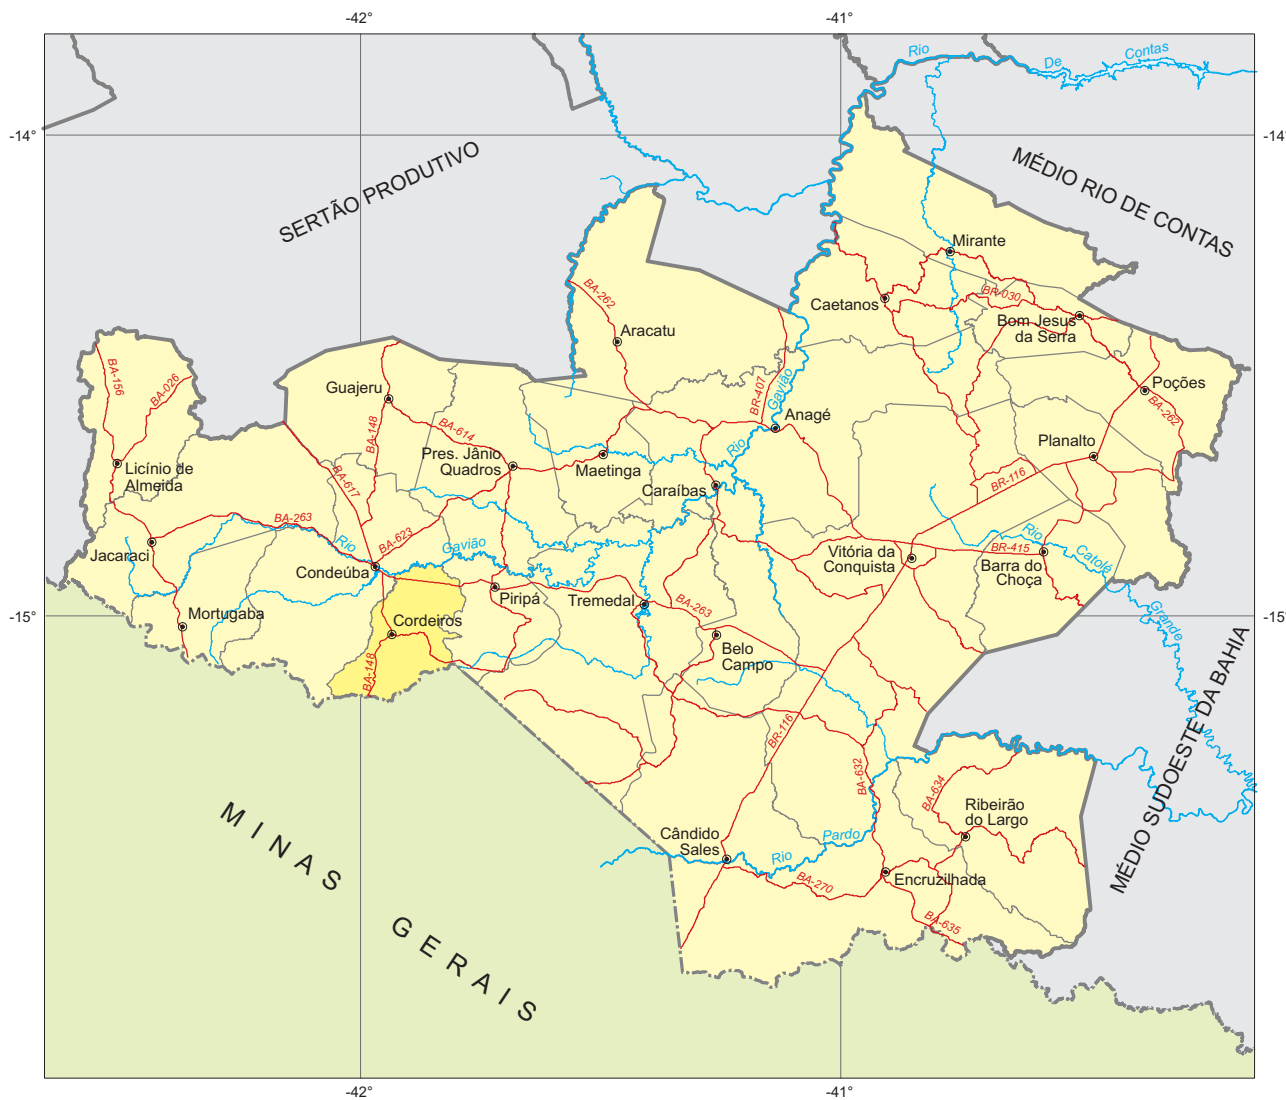 -42°
-41°
Rio
De
Contas
-14°
-14°
SERTÃO PRODUTIVO
MÉDIO RIO DE CONTAS
Mirante
BA-262
Caetanos
BR-030
Bom Jesus
da Serra
Aracatu
BA-156
BA-026
Guajeru
BR-407
Gavião
Poções
BA-262
BA-148
BA-614
Anagé
Rio
Planalto
Pres. Jânio
Quadros
Maetinga
Licínio de
Almeida
BA-617
Caraíbas
BR-116
BA-263
BA-623
Rio
Gavião
Rio
Catolé
Jacaraci
Condeúba
Vitória da
Conquista
BR-415
Barra do
Choça
Piripá
Tremedal
BA-263
Grande
Mortugaba
Cordeiros
-15°
-15°
Belo
Campo
BA-148
BR-116
MÉDIO SUDOESTE DA BAHIA
BA-632
BA-634
Ribeirão
do Largo
MINAS GERAIS
Cândido
Sales
Rio
Pardo
BA-270
Encruzilhada
BA-635
-42°
-41°